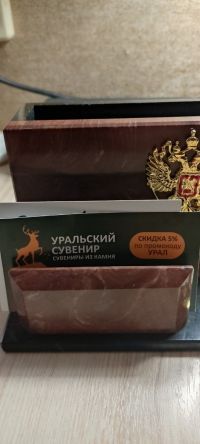 УРАЛЬСКИЙ
СУВЕНИР
СУВЕНИРЫ ИЗ КАМНЯ
СКИДКА 5%
по промокоду
УРАЛ